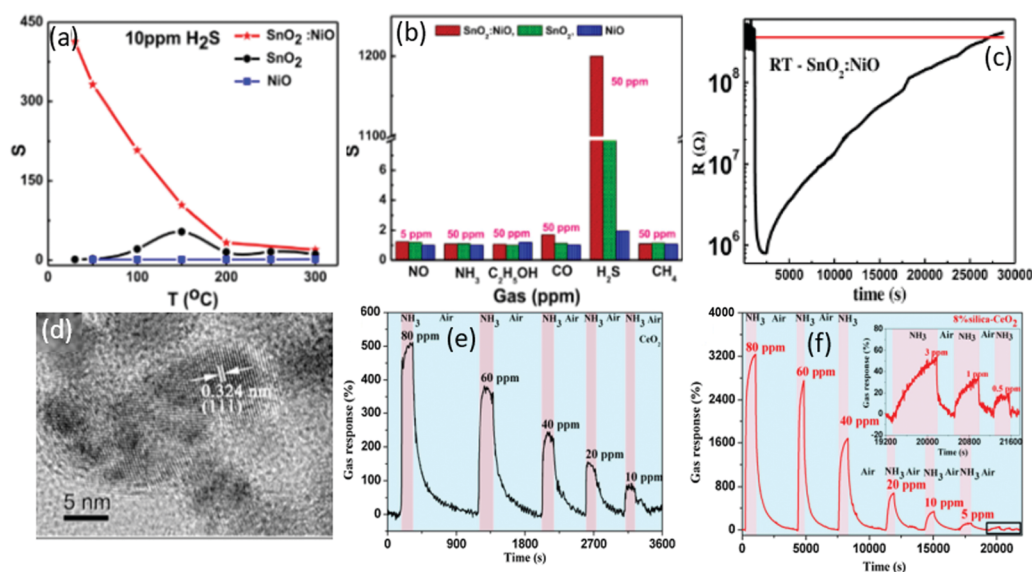 (a)
10ppm H2S
SnO2 :NiO
SnO2
NiO
450
300
150
0
S
0 50 100 150 200 250 300
T (OC)
(b)
SnO2:NiO,
SnO2,
NiO
1200
1100
6
4
2
0
S
50 ppm
5 ppm
50 ppm
50 ppm
50 ppm
50 ppm
NO NH3 C2H5OH CO H2S CH4
Gas (ppm)
(c)
RT - SnO2:NiO
10^8
10^7
10^6
R (Ω)
5000 10000 15000 20000 25000 30000
time (s)
(d)
0.324 nm
(111)
5 nm
(e)
NH3 Air NH3 Air NH3 Air NH3 Air NH3 Air
CeO2
80 ppm
60 ppm
40 ppm
20 ppm
10 ppm
600
500
400
300
200
100
0
Gas response (%)
0 900 1800 2700 3600
Time (s)
(f)
NH3 Air NH3 Air NH3
8%silica-CeO2
80 ppm
60 ppm
40 ppm
Air NH3 Air NH3 Air NH3 Air
20 ppm
10 ppm
5 ppm
3200
2400
1600
800
0
Gas response (%)
0 5000 10000 15000 20000
Time (s)
NH3 Air NH3 Air NH3
3 ppm
1 ppm
0.5 ppm
80
60
40
20
0
-20
Gas response (%)
19200 20000 20800 21600
Time (s)